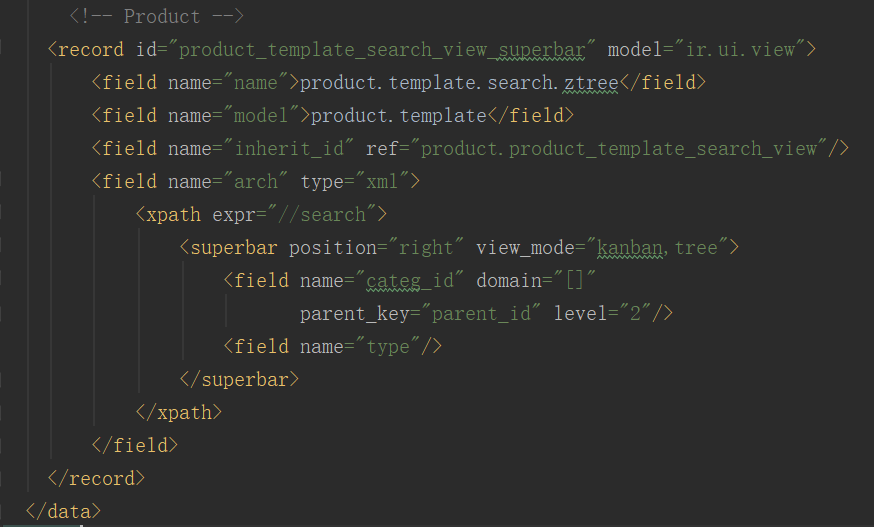 <!-- Product -->
<record id="product_template_search_view_superbar" model="ir.ui.view">
<field name="name">product.template.search.ztree</field>
<field name="model">product.template</field>
<field name="inherit_id" ref="product.product_template_search_view"/>
<field name="arch" type="xml">
<xpath expr="//search">
<superbar position="right" view_mode="kanban,tree">
<field name="categ_id" domain="[]"
parent_key="parent_id" level="2"/>
<field name="type"/>
</superbar>
</xpath>
</field>
</record>
</data>